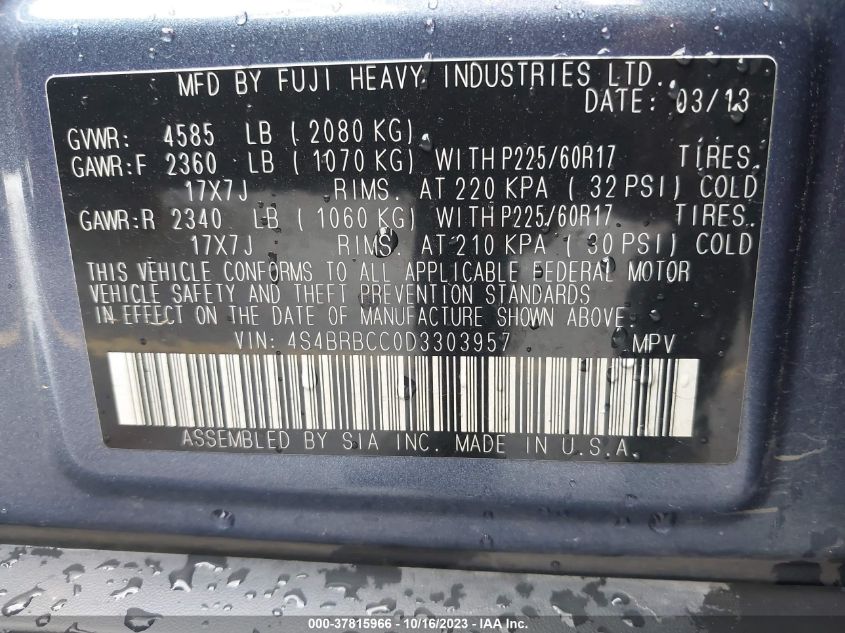 MFD BY FUJI HEAVY INDUSTRIES LTD.
DATE: 03/13
GVWR: 4585 LB ( 2080 KG)
GAWR:F 2360 LB ( 1070 KG) WITH P225/60R17 TIRES.
17X7J RIMS. AT 220 KPA ( 32 PSI) COLD
GAWR:R 2340 LB ( 1060 KG) WITH P225/60R17 TIRES.
17X7J RIMS. AT 210 KPA ( 30 PSI) COLD
THIS VEHICLE CONFORMS TO ALL APPLICABLE FEDERAL MOTOR
VEHICLE SAFETY AND THEFT PREVENTION STANDARDS
IN EFFECT ON THE DATE OF MANUFACTURE SHOWN ABOVE.
VIN: 4S4BRBCC0D3303957 MPV
ASSEMBLED BY SIA INC. MADE IN U.S.A.
000-37815966 - 10/16/2023 - © IAA Inc.